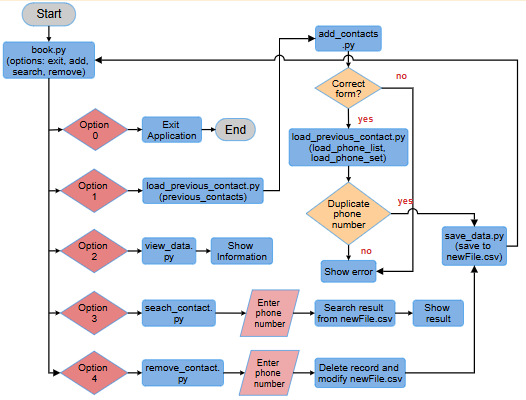 Start
book.py
(options: exit, add,
search, remove)
add_contacts
.py
no
Correct
form?
yes
Option
0
Exit
Application
End
load_previous_contact.py
(load_phone_list,
load_phone_set)
Option
1
load_previous_contact.py
(previous_contacts)
Duplicate
phone
number
yes
no
Option
2
view_data.
py
Show
Information
Show error
save_data.py
(save to
newFile.csv)
Option
3
seach_contact.
py
Enter
phone
number
Search result
from newFile.csv
Show
result
Option
4
remove_contact.
py
Enter
phone
number
Delete record and
modify newFile.csv